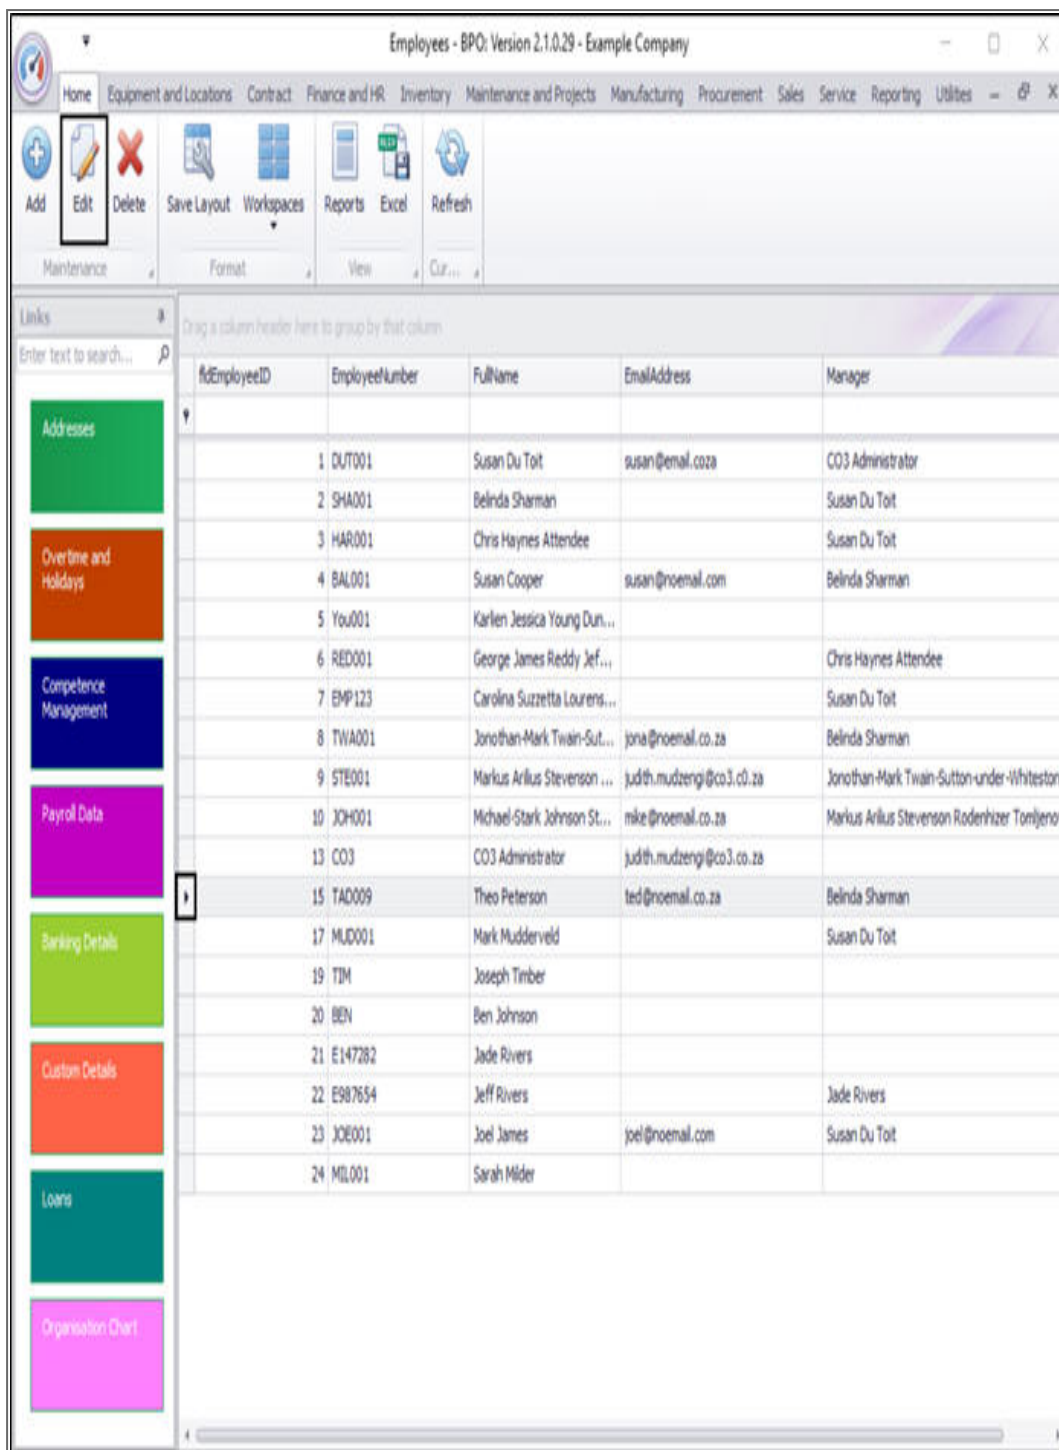 Employees - BPO: Version 2.1.0.29 - Example Company
Home Equipment and Locations Contract Finance and HR Inventory Maintenance and Projects Manufacturing Procurement Sales Service Reporting Utilities
Add Edit Delete Save Layout Workspaces Reports Excel Refresh
Maintenance Format View Cur...
Links
Drag a column header here to group by that column
Enter text to search...
fldEmployeeID EmployeeNumber FullName EmailAddress Manager
1 DUT001 Susan Du Toit susan@email.coza CO3 Administrator
2 SHA001 Belinda Sharman Susan Du Toit
3 HAR001 Chris Haynes Attendee Susan Du Toit
4 BAL001 Susan Cooper susan@noemail.com Belinda Sharman
5 You001 Karlien Jessica Young Dun...
6 RED001 George James Reddy Jef... Chris Haynes Attendee
7 EMP123 Carolina Suzzetta Lourens... Susan Du Toit
8 TWA001 Jonothan-Mark Twain-Sut... jona@noemail.co.za Belinda Sharman
9 STE001 Markus Arilius Stevenson ... judith.mudzengi@co3.c0.za Jonothan-Mark Twain-Sutton-under-Whiteston
10 JOH001 Michael-Stark Johnson St... mike@noemail.co.za Markus Arilius Stevenson Rodenhizer Tomljeno
13 CO3 CO3 Administrator judith.mudzengi@co3.co.za
15 TAD009 Theo Peterson ted@noemail.co.za Belinda Sharman
17 MUD001 Mark Mudderveld Susan Du Toit
19 TIM Joseph Timber
20 BEN Ben Johnson
21 E147282 Jade Rivers
22 E987654 Jeff Rivers Jade Rivers
23 JOE001 Joel James joel@noemail.com Susan Du Toit
24 MIL001 Sarah Milder
Addresses
Overtime and
Holidays
Competence
Management
Payroll Data
Banking Details
Custom Details
Loans
Organisation Chart